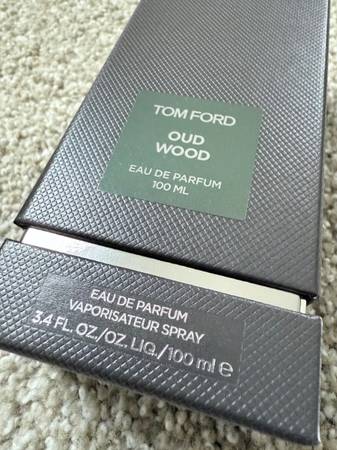 TOM FORD
OUD
WOOD
EAU DE PARFUM
100 ML
EAU DE PARFUM
VAPORISATEUR SPRAY
3.4 FL. OZ./OZ. LIQ./100 ml ℮